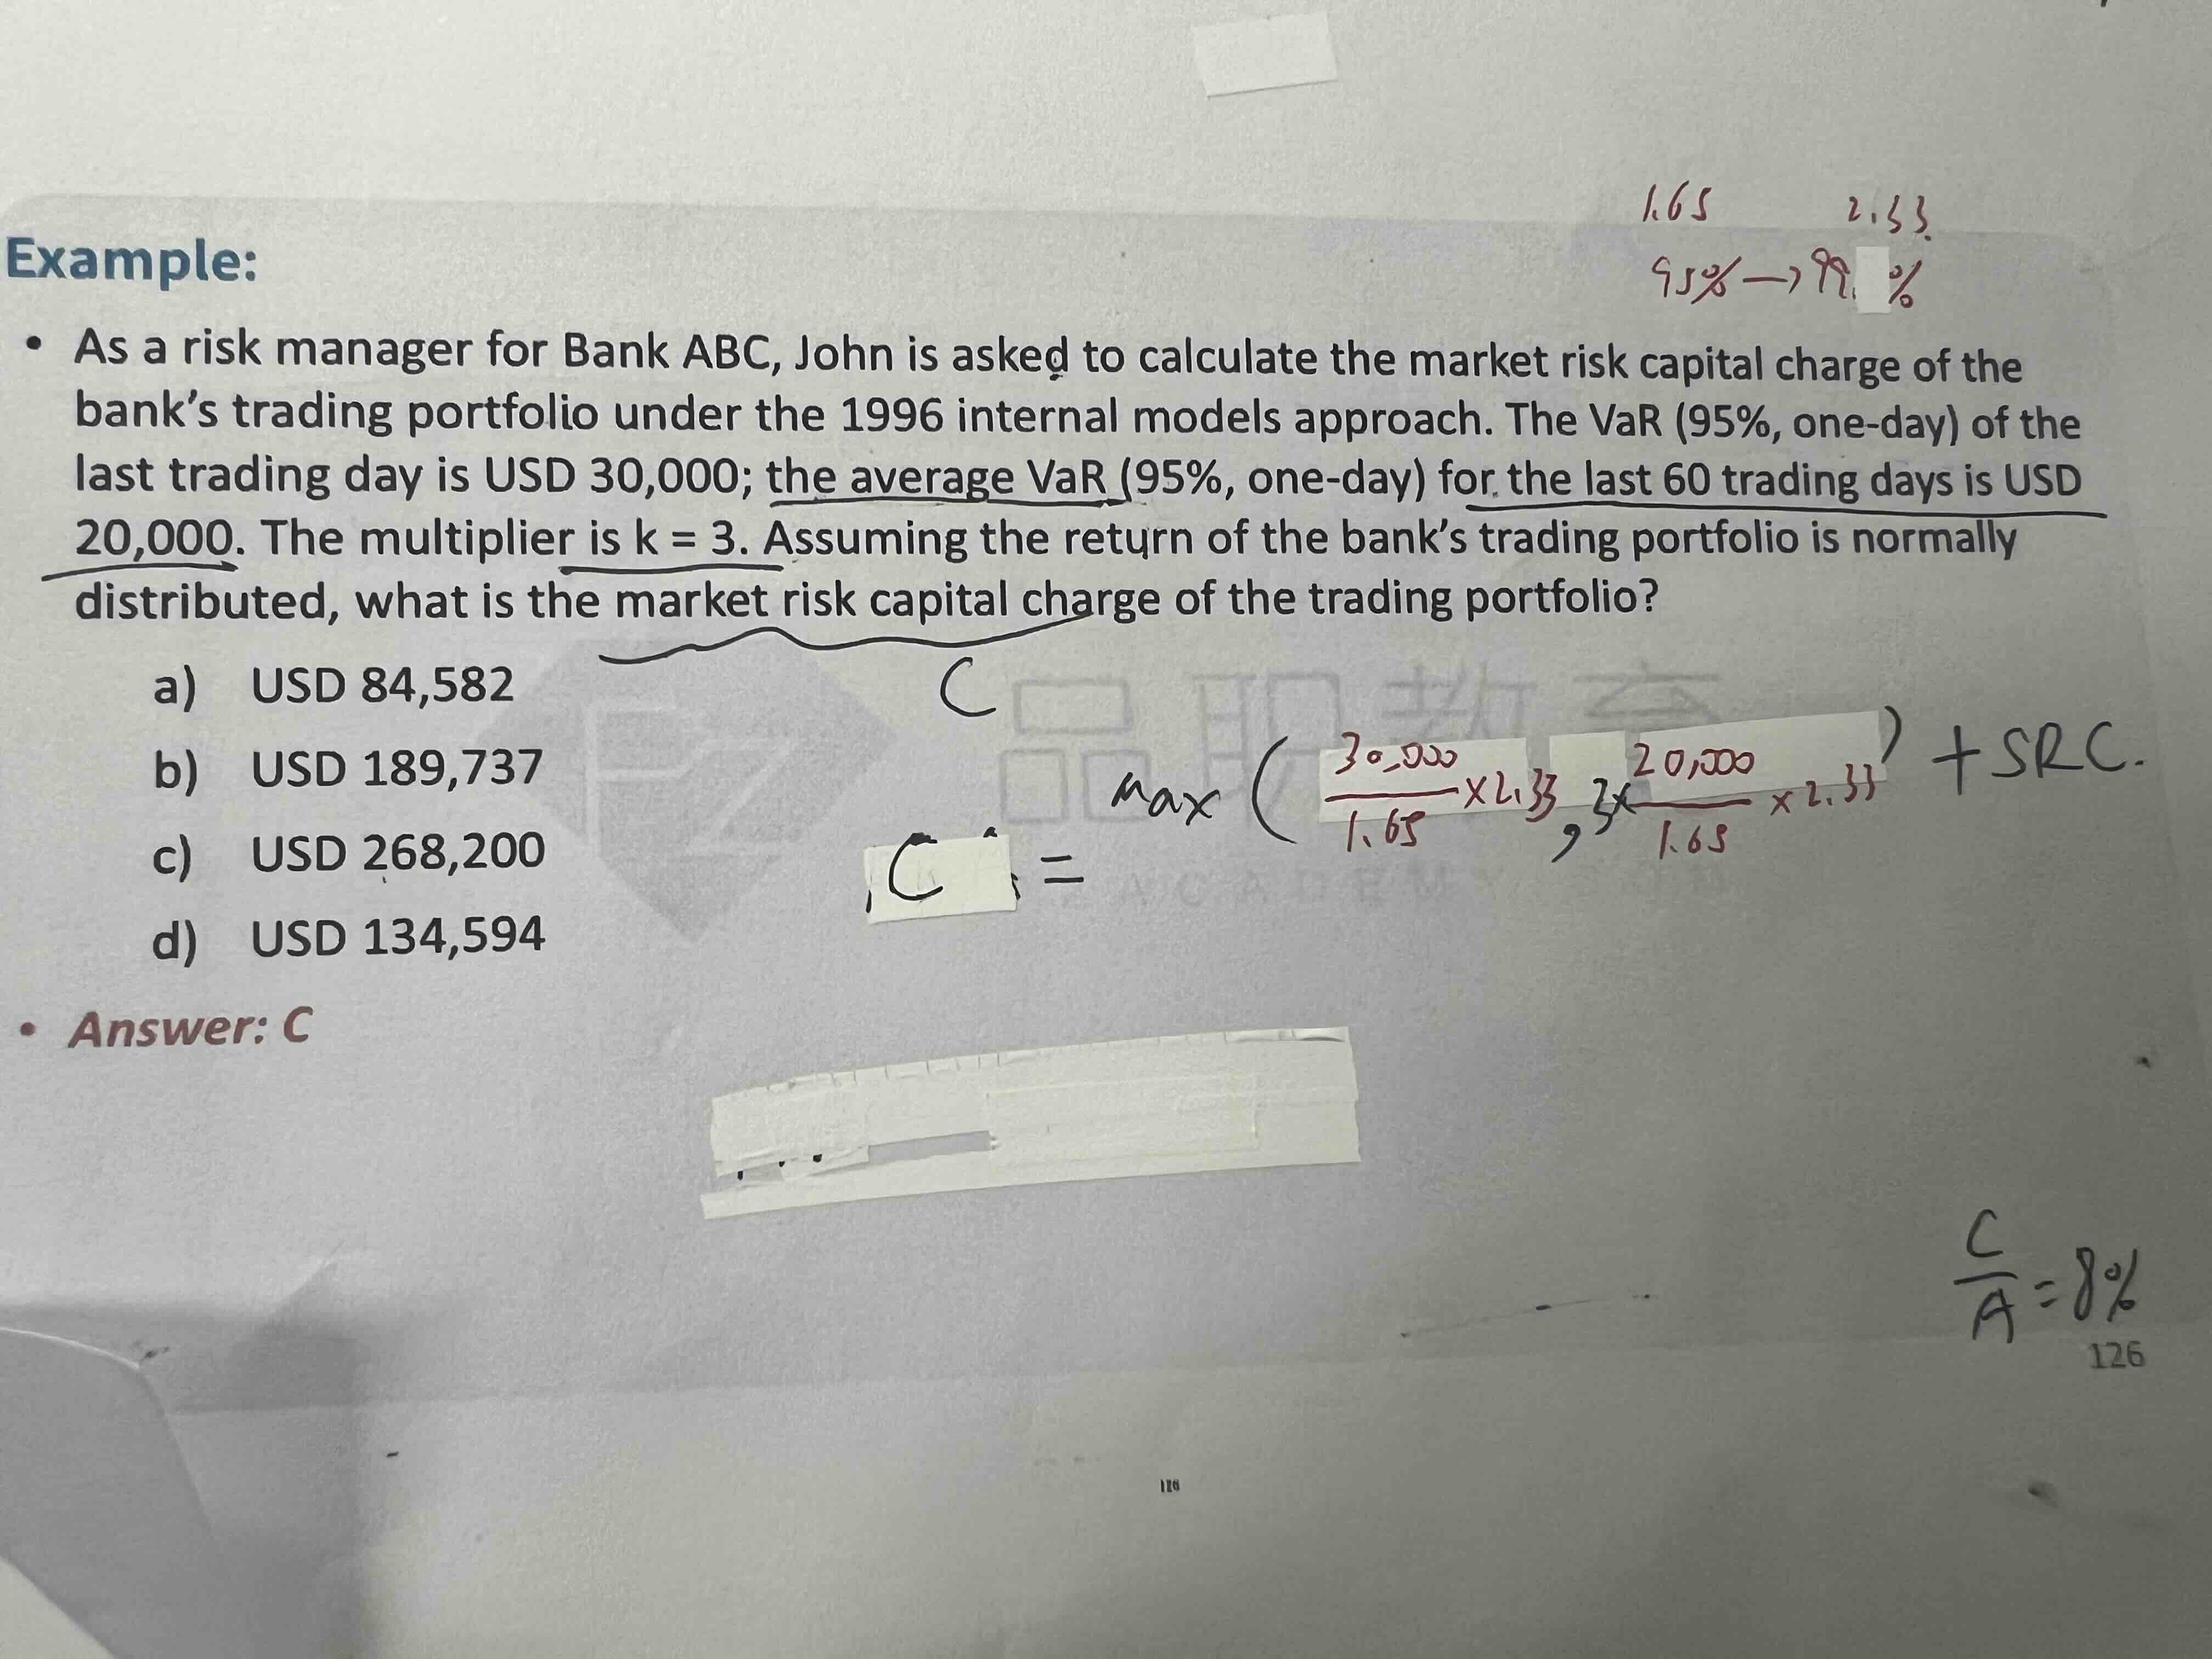 1.65 2.33
95% → 99. %
Example:
• As a risk manager for Bank ABC, John is asked to calculate the market risk capital charge of the
bank's trading portfolio under the 1996 internal models approach. The VaR (95%, one-day) of the
last trading day is USD 30,000; the average VaR (95%, one-day) for the last 60 trading days is USD
20,000. The multiplier is k = 3. Assuming the return of the bank's trading portfolio is normally
distributed, what is the market risk capital charge of the trading portfolio?
C
a) USD 84,582
b) USD 189,737
c) USD 268,200
d) USD 134,594
品职教育
ACADEMY
C = max ( 30,000 / 1.65 × 2.33 , 3 × 20,000 / 1.65 × 2.33 ) + SRC.
• Answer: C
C / A = 8%
126
126